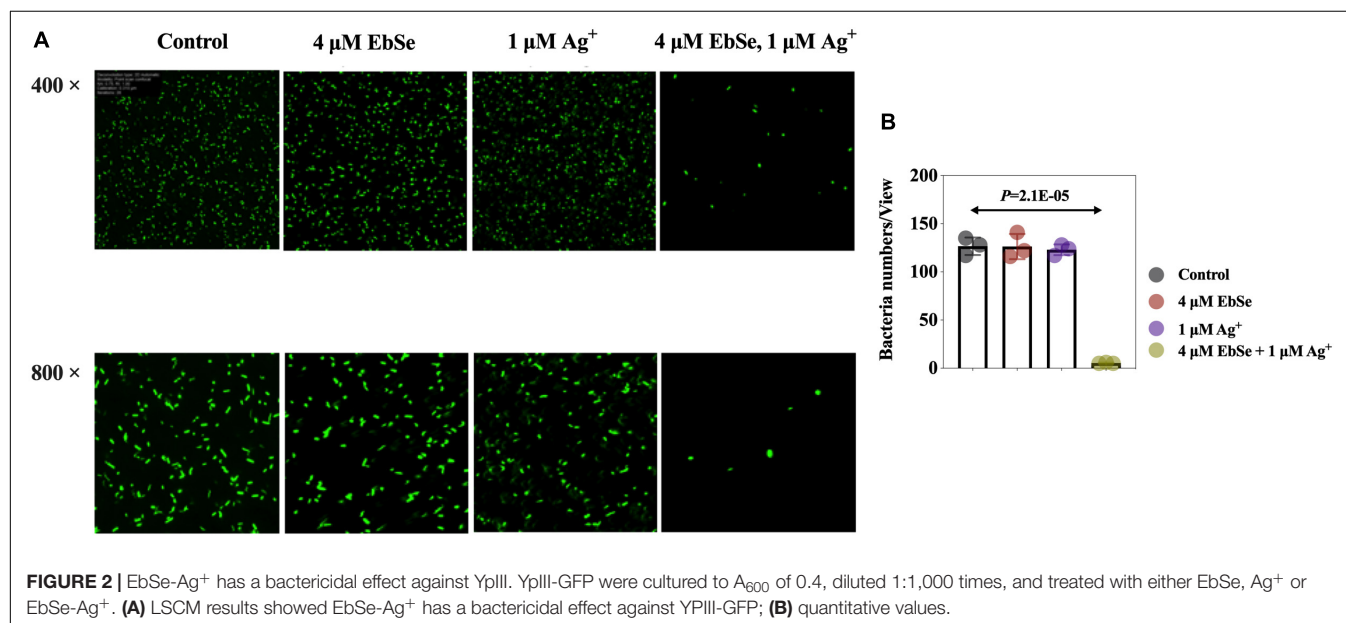 A
Control
4 μM EbSe
1 μM Ag⁺
4 μM EbSe, 1 μM Ag⁺
400 ×
800 ×
B
Bacteria numbers/View
200
150
100
50
0
P=2.1E-05
Control
4 μM EbSe
1 μM Ag⁺
4 μM EbSe + 1 μM Ag⁺
FIGURE 2 | EbSe-Ag⁺ has a bactericidal effect against YpIII. YpIII-GFP were cultured to A₆₀₀ of 0.4, diluted 1:1,000 times, and treated with either EbSe, Ag⁺ or
EbSe-Ag⁺. (A) LSCM results showed EbSe-Ag⁺ has a bactericidal effect against YPIII-GFP; (B) quantitative values.